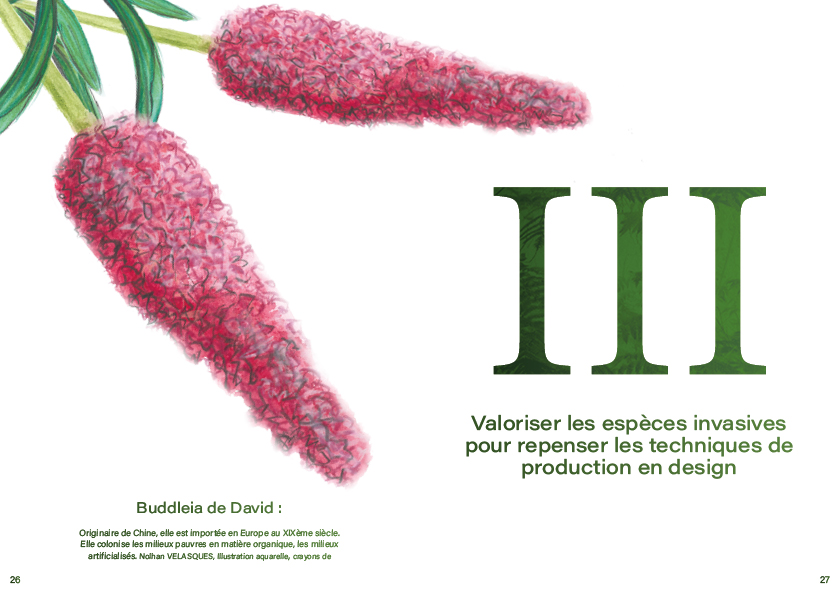 III
Valoriser les espèces invasives
pour repenser les techniques de
production en design
Buddleia de David :
Originaire de Chine, elle est importée en Europe au XIXème siècle.
Elle colonise les milieux pauvres en matière organique, les milieux
artificialisés. Nolhan VELASQUES, Illustration aquarelle, crayons de
26
27